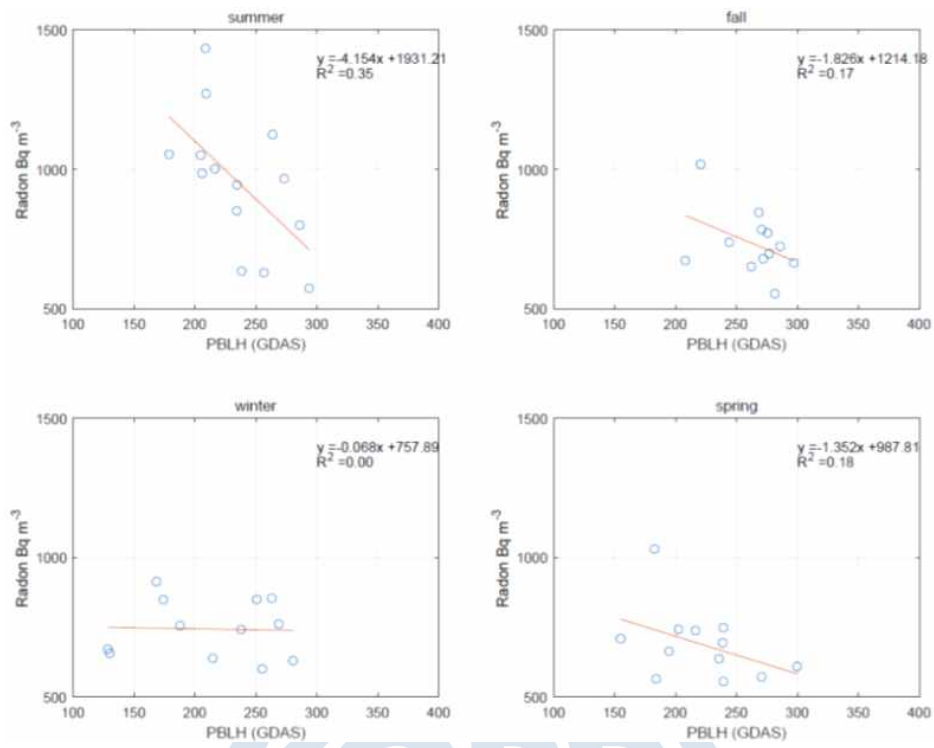 summer
y =-4.154x +1931.21
R² =0.35
1500
1000
500
Radon Bq m⁻³
100 150 200 250 300 350 400
PBLH (GDAS)
fall
y =-1.826x +1214.18
R² =0.17
1500
1000
500
Radon Bq m⁻³
100 150 200 250 300 350 400
PBLH (GDAS)
winter
y =-0.068x +757.89
R² =0.00
1500
1000
500
Radon Bq m⁻³
100 150 200 250 300 350 400
PBLH (GDAS)
spring
y =-1.352x +987.81
R² =0.18
1500
1000
500
Radon Bq m⁻³
100 150 200 250 300 350 400
PBLH (GDAS)